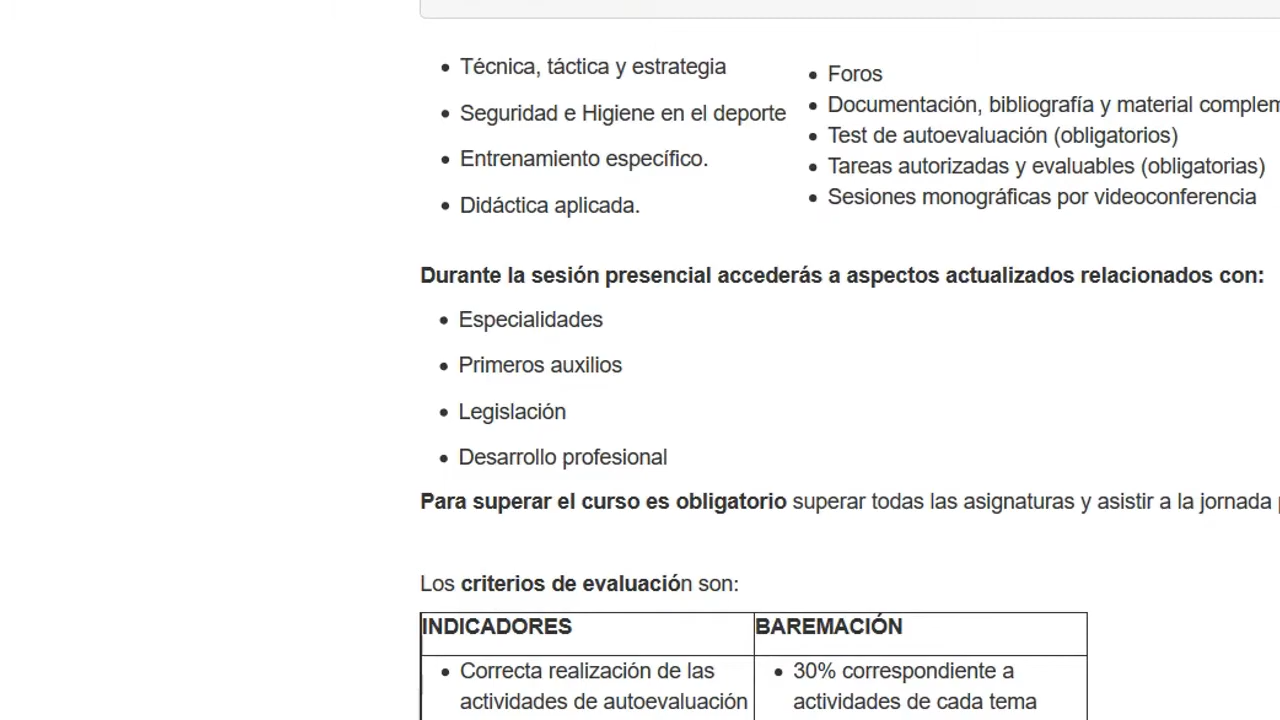 Técnica, táctica y estrategia
Seguridad e Higiene en el deporte
Entrenamiento específico.
Didáctica aplicada.
Foros
Documentación, bibliografía y material
Test de autoevaluación (obligatorios)
Tareas autorizadas y evaluables (obligatorias)
Sesiones monográficas por videoconferencia
Durante la sesión presencial accederás a aspectos actualizados relacionados con:
Especialidades
Primeros auxilios
Legislación
Desarrollo profesional
Para superar el curso es obligatorio superar todas las asignaturas y asistir a la jornada
Los criterios de evaluación son:
INDICADORES
BAREMACIÓN
Correcta realización de las
actividades de autoevaluación
30% correspondiente a
actividades de cada tema